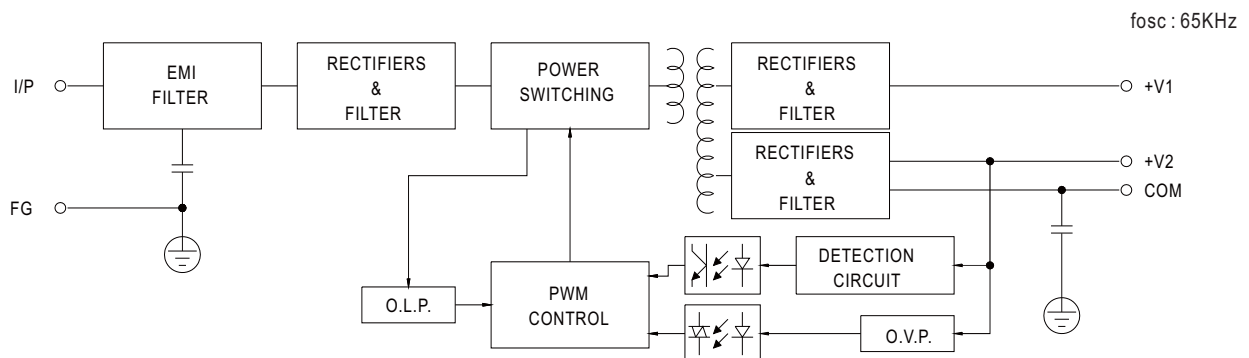 fosc : 65KHz
I/P
EMI
FILTER
RECTIFIERS
&
FILTER
POWER
SWITCHING
RECTIFIERS
&
FILTER
+V1
RECTIFIERS
&
FILTER
+V2
COM
FG
O.L.P.
PWM
CONTROL
DETECTION
CIRCUIT
O.V.P.